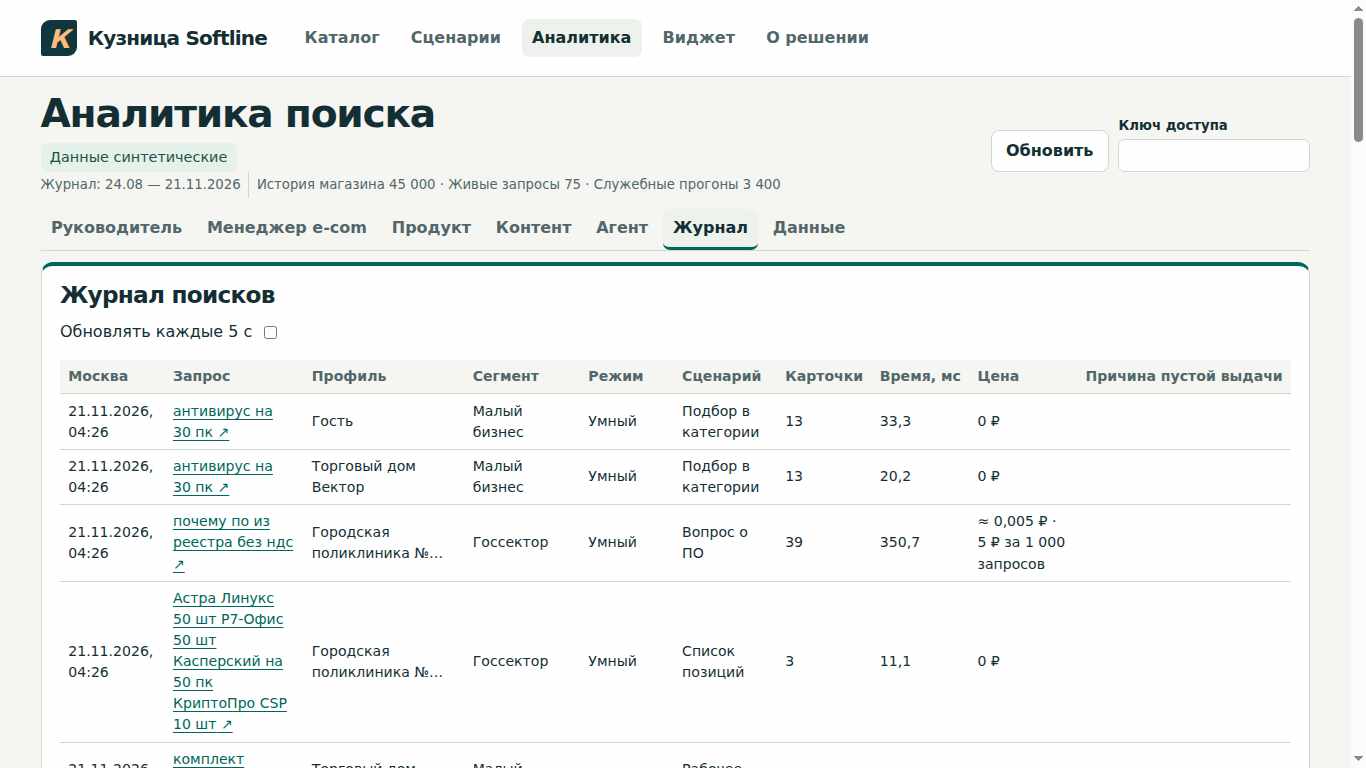 К Кузница Softline Каталог Сценарии Аналитика Виджет О решении
Аналитика поиска
Данные синтетические
Журнал: 24.08 — 21.11.2026 История магазина 45 000 · Живые запросы 75 · Служебные прогоны 3 400
Обновить
Ключ доступа
Руководитель Менеджер e-com Продукт Контент Агент Журнал Данные
Журнал поисков
Обновлять каждые 5 с
Москва Запрос Профиль Сегмент Режим Сценарий Карточки Время, мс Цена Причина пустой выдачи
21.11.2026,
04:26
антивирус на
30 пк ↗
Гость
Малый
бизнес
Умный
Подбор в
категории
13
33,3
0 ₽
21.11.2026,
04:26
антивирус на
30 пк ↗
Торговый дом
Вектор
Малый
бизнес
Умный
Подбор в
категории
13
20,2
0 ₽
21.11.2026,
04:26
почему по из
реестра без ндс
↗
Городская
поликлиника №…
Госсектор
Умный
Вопрос о
ПО
39
350,7
≈ 0,005 ₽ ·
5 ₽ за 1 000
запросов
21.11.2026,
04:26
Астра Линукс
50 шт Р7-Офис
50 шт
Касперский на
50 пк
КриптоПро CSP
10 шт ↗
Городская
поликлиника №…
Госсектор
Умный
Список
позиций
3
11,1
0 ₽
комплект